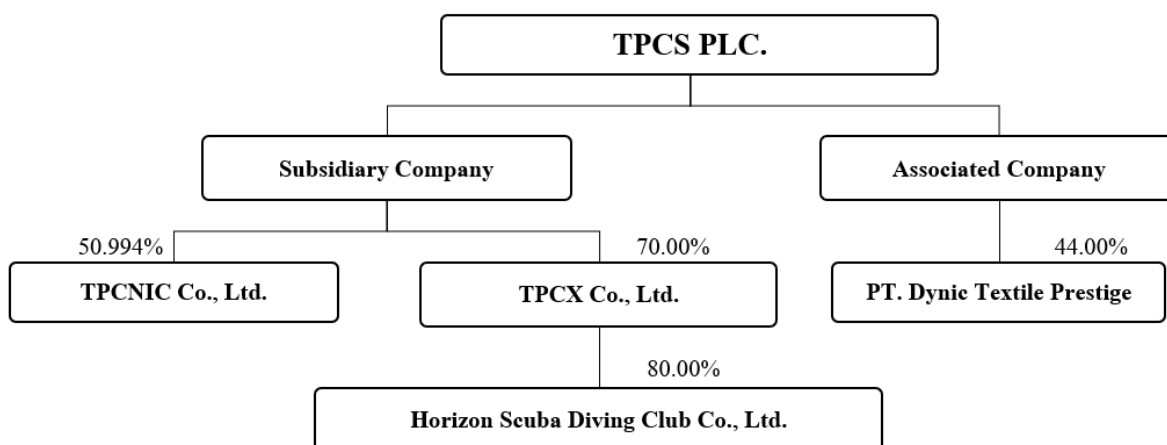 TPCS PLC.
Subsidiary Company
Associated Company
50.994%
70.00%
44.00%
TPCNIC Co., Ltd.
TPCX Co., Ltd.
PT. Dynic Textile Prestige
80.00%
Horizon Scuba Diving Club Co., Ltd.